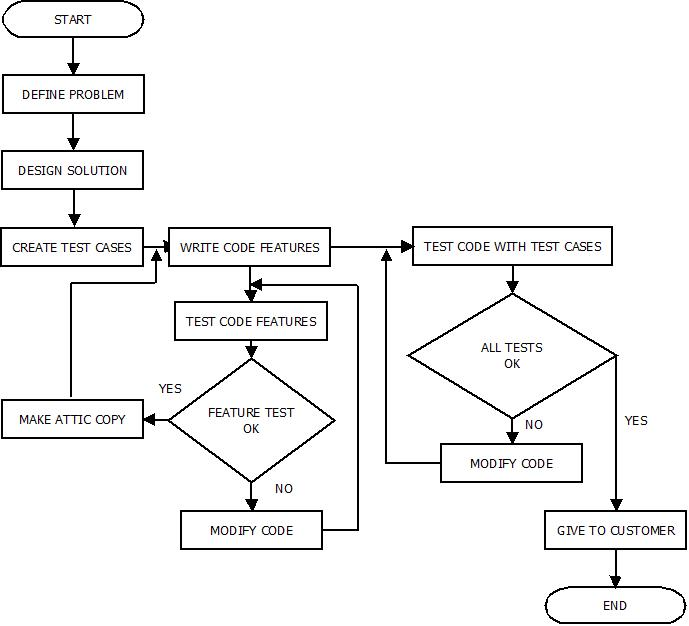 START
DEFINE PROBLEM
DESIGN SOLUTION
CREATE TEST CASES
WRITE CODE FEATURES
TEST CODE WITH TEST CASES
TEST CODE FEATURES
ALL TESTS
OK
YES
FEATURE TEST
OK
MAKE ATTIC COPY
NO
YES
MODIFY CODE
NO
MODIFY CODE
GIVE TO CUSTOMER
END